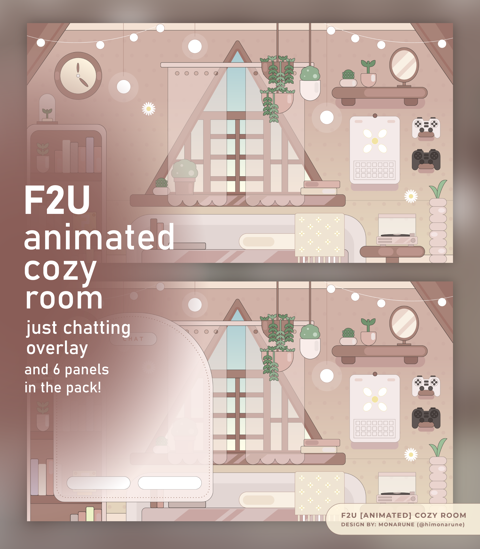 F2U
animated
cozy
room
just chatting
overlay
and 6 panels
in the pack!
F2U [ANIMATED] COZY ROOM
DESIGN BY: MONARUNE (@himonarune)